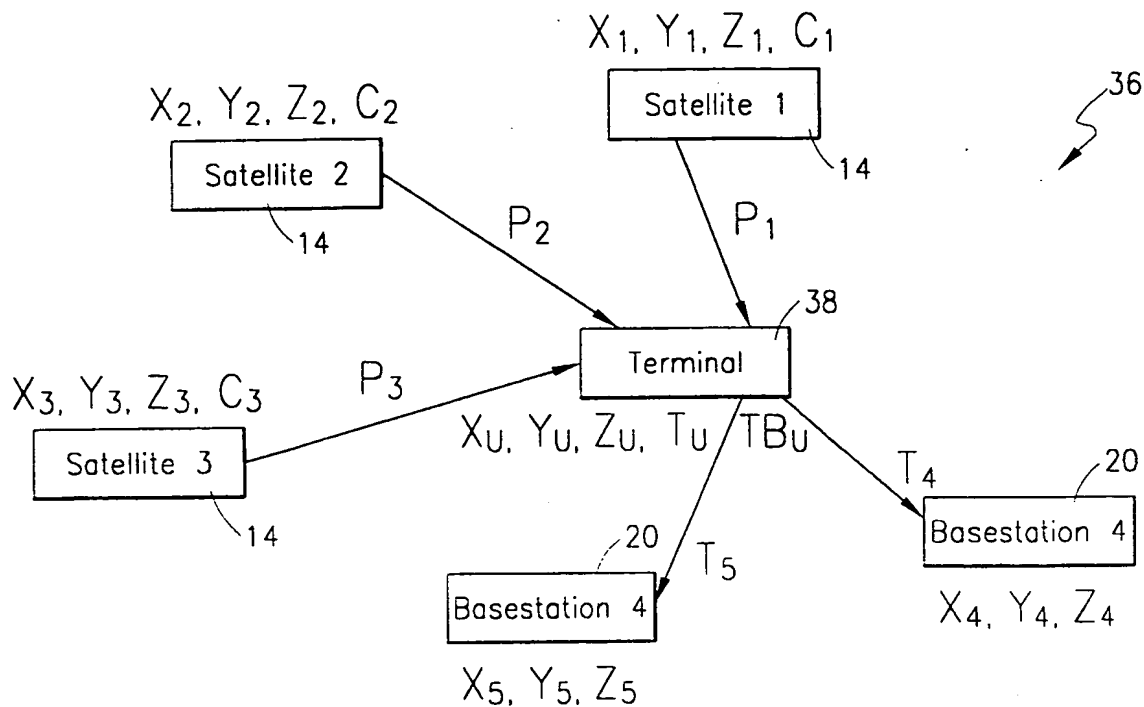 X1, Y1, Z1, C1
36
X2, Y2, Z2, C2
Satellite 1
14
Satellite 2
14
P2
P1
38
Terminal
P3
X3, Y3, Z3, C3
XU, YU, ZU, TU TBU
Satellite 3
14
T4
20
Basestation 4
20
T5
Basestation 4
X4, Y4, Z4
X5, Y5, Z5